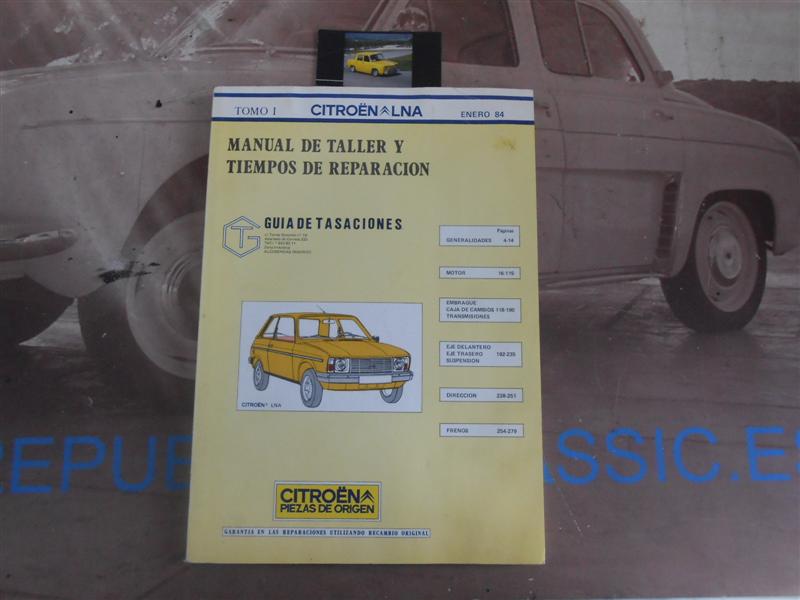 TOMO I
CITROËN LNA
ENERO 84
MANUAL DE TALLER Y
TIEMPOS DE REPARACION
GUIA DE TASACIONES
TG
Páginas
GENERALIDADES 4-14
MOTOR 16-116
EMBRAGUE
CAJA DE CAMBIOS 118-190
TRANSMISIONES
EJE DELANTERO
EJE TRASERO 192-235
SUSPENSION
DIRECCION 238-251
FRENOS 254-279
CITROËN LNA
CITROËN
PIEZAS DE ORIGEN
GARANTIA EN LAS REPARACIONES UTILIZANDO RECAMBIO ORIGINAL
REPUE
ASSIC.ES